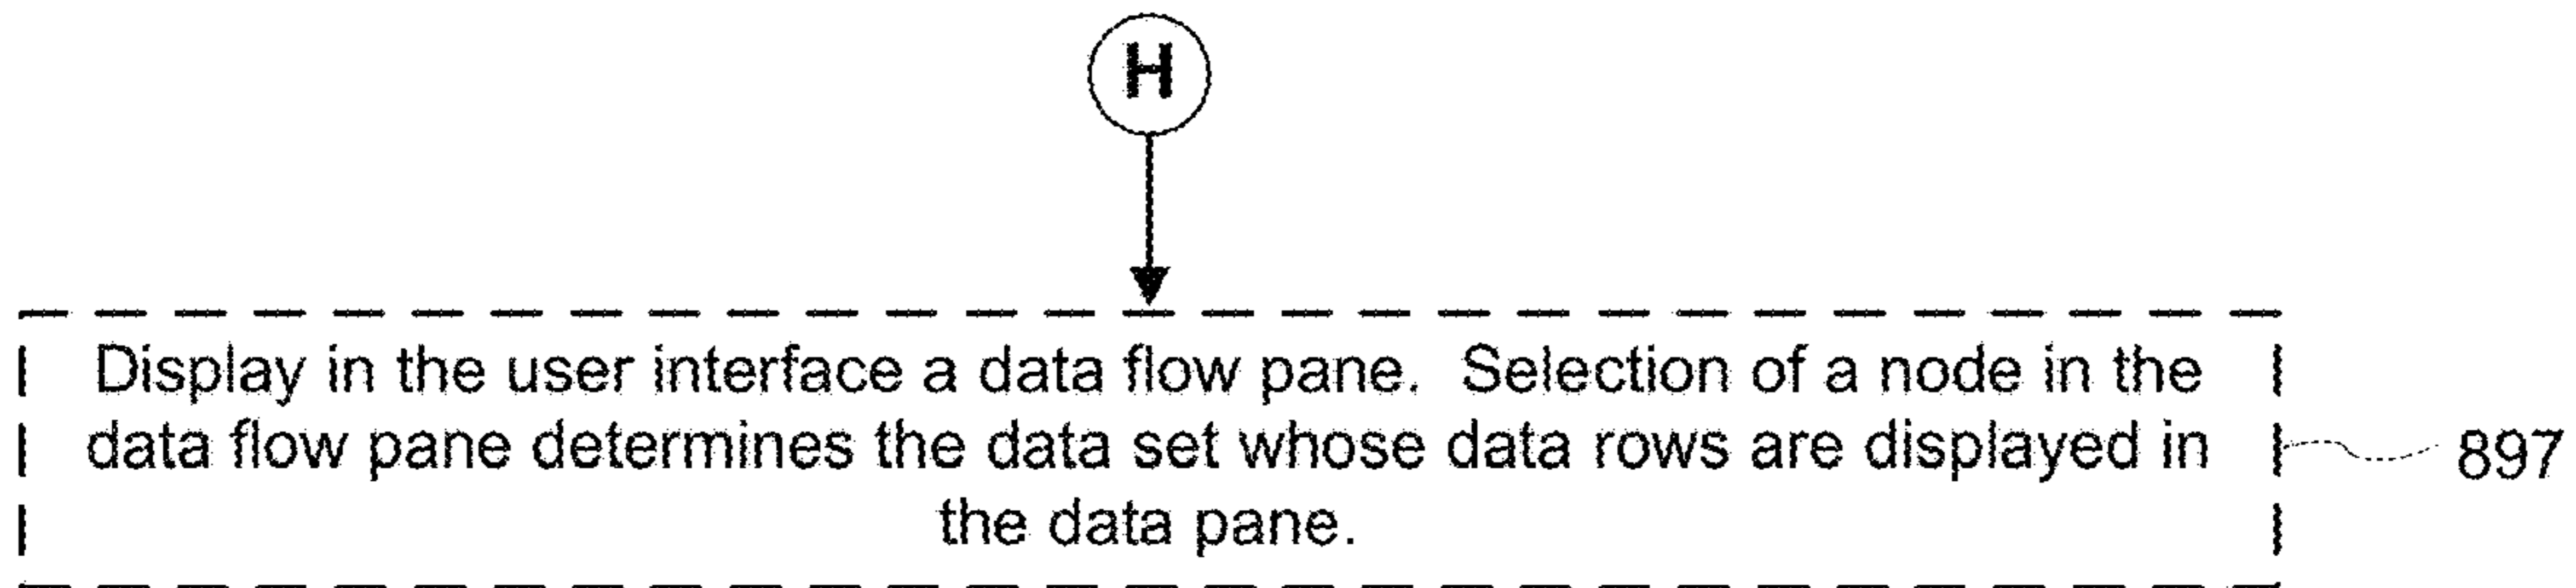 H
Display in the user interface a data flow pane.  Selection of a node in the
data flow pane determines the data set whose data rows are displayed in
the data pane.
897